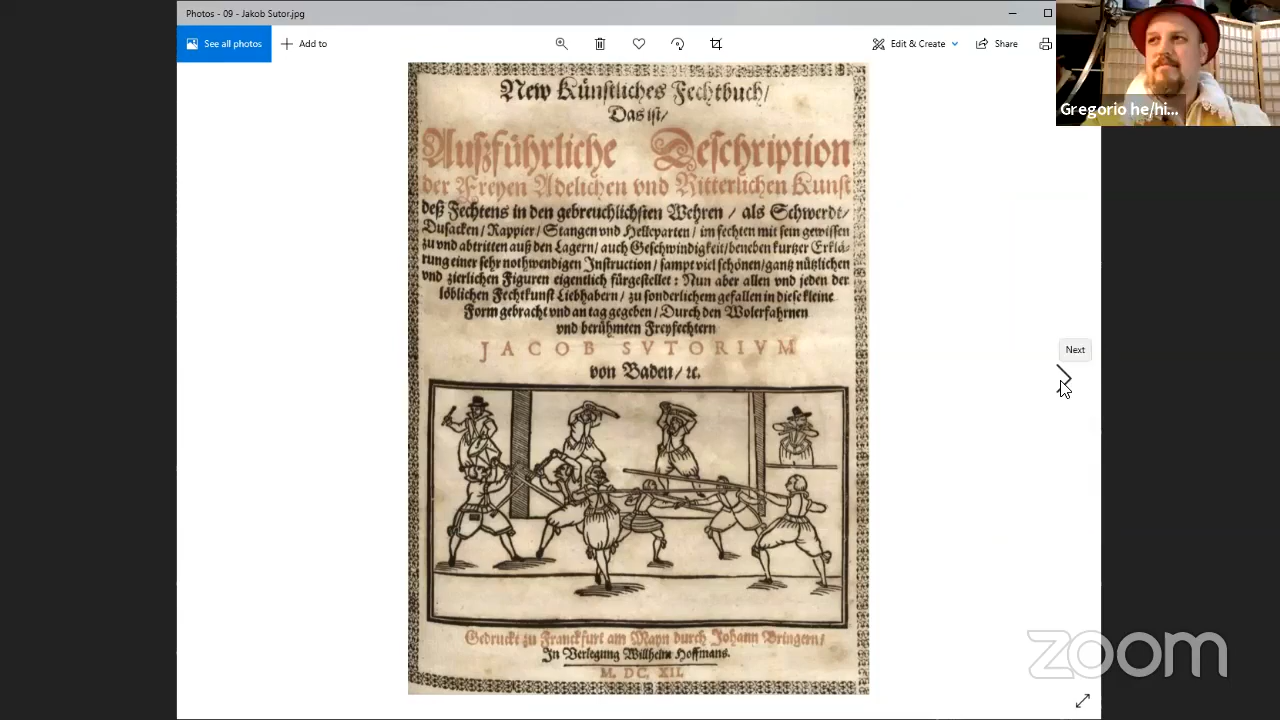 Photos - 09 - Jakob Sutor.jpg
See all photos
Add to
Edit & Create
Share
Gregorio he/hi...
New Künstliches Fechtbuch/
Das ist/
Außführliche Description
der Freyen Adelichen vnd Ritterlichen Kunst
deß Fechtens in den gebreuchlichsten Wehren / als Schwerdt/
Dusacken / Rappier / Stangen vnd Helleparten / im fechten mit sein gewissen
zu vnd abtritten auß den Lagern / auch Geschwindigkeit / beneben kurtzer Erklä-
rung einer sehr nothwendigen Instruction / sampt viel schönen / gantz nützlichen
vnd zierlichen Figuren eigentlich fürgestellet : Nun aber allen vnd jeden der
löblichen Fechtkunst Liebhabern / zu sonderlichem gefallen in diese kleine
Form gebracht vnd an tag gegeben / Durch den Wolerfahrnen
vnd berühmten Freyfechtern
JACOB SVTORIVM
von Baden / ꝛc.
Gedruckt zu Franckfurt am Mayn durch Johann Bringern/
In Verlegung Willhelm Hoffmans.
M. DC. XII.
Next
zoom